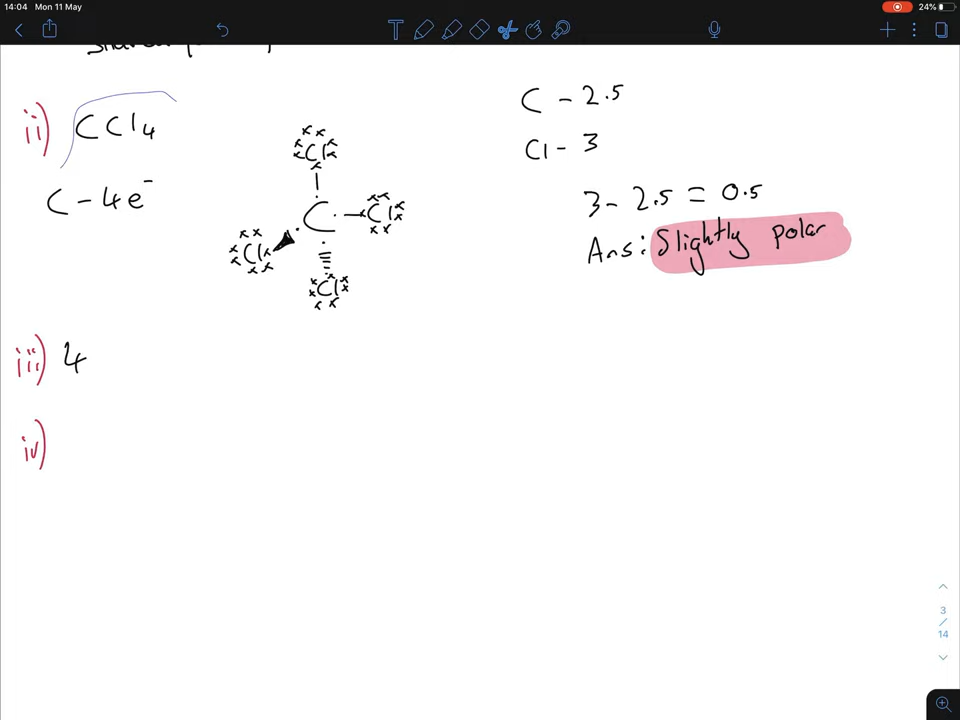 14:04 Mon 11 May
24%
ii) CCl4
C - 4e-
Cl
C
Cl
Cl
Cl
C - 2.5
Cl - 3
3 - 2.5 = 0.5
Ans: Slightly polar
iii) 4
iv)
3
/
14